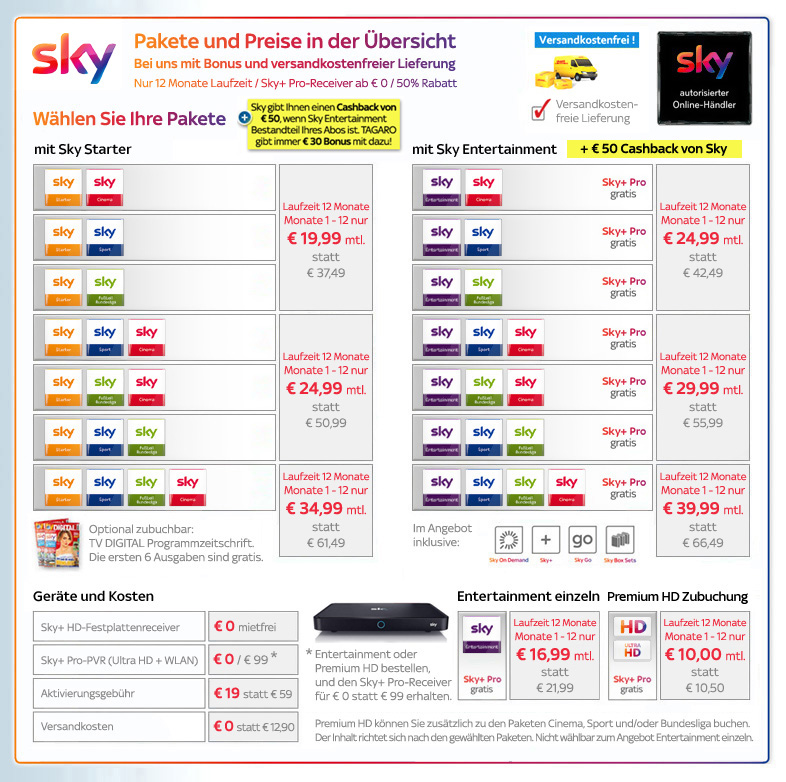 sky
Pakete und Preise in der Übersicht
Bei uns mit Bonus und versandkostenfreier Lieferung
Nur 12 Monate Laufzeit / Sky+ Pro-Receiver ab € 0 / 50% Rabatt
Versandkostenfrei !
Versandkosten-
freie Lieferung
sky
autorisierter
Online-Händler
Wählen Sie Ihre Pakete
+
Sky gibt Ihnen einen Cashback von
€ 50, wenn Sky Entertainment
Bestandteil Ihres Abos ist. TAGARO
gibt immer € 30 Bonus mit dazu!
mit Sky Starter
sky Starter sky Cinema
sky Starter sky Sport
sky Starter sky Fußball Bundesliga
Laufzeit 12 Monate
Monate 1 - 12 nur
€ 19,99 mtl.
statt
€ 37,49
sky Starter sky Sport sky Cinema
sky Starter sky Fußball Bundesliga sky Cinema
sky Starter sky Sport sky Fußball Bundesliga
Laufzeit 12 Monate
Monate 1 - 12 nur
€ 24,99 mtl.
statt
€ 50,99
sky Starter sky Sport sky Fußball Bundesliga sky Cinema
Laufzeit 12 Monate
Monate 1 - 12 nur
€ 34,99 mtl.
statt
€ 61,49
Optional zubuchbar:
TV DIGITAL Programmzeitschrift.
Die ersten 6 Ausgaben sind gratis.
mit Sky Entertainment
+ € 50 Cashback von Sky
sky Entertainment sky Cinema Sky+ Pro
gratis
sky Entertainment sky Sport Sky+ Pro
gratis
sky Entertainment sky Fußball Bundesliga Sky+ Pro
gratis
Laufzeit 12 Monate
Monate 1 - 12 nur
€ 24,99 mtl.
statt
€ 42,49
sky Entertainment sky Sport sky Cinema Sky+ Pro
gratis
sky Entertainment sky Fußball Bundesliga sky Cinema Sky+ Pro
gratis
sky Entertainment sky Sport sky Fußball Bundesliga Sky+ Pro
gratis
Laufzeit 12 Monate
Monate 1 - 12 nur
€ 29,99 mtl.
statt
€ 55,99
sky Entertainment sky Sport sky Fußball Bundesliga sky Cinema Sky+ Pro
gratis
Laufzeit 12 Monate
Monate 1 - 12 nur
€ 39,99 mtl.
statt
€ 66,49
Im Angebot
inklusive:
+ go
Sky On Demand Sky+ Sky Go Sky Box Sets
Geräte und Kosten
Sky+ HD-Festplattenreceiver € 0 mietfrei
Sky+ Pro-PVR (Ultra HD + WLAN) € 0 / € 99 *
Aktivierungsgebühr € 19 statt € 59
Versandkosten € 0 statt € 12,90
sky
* Entertainment oder
Premium HD bestellen,
und den Sky+ Pro-Receiver
für € 0 statt € 99 erhalten.
Entertainment einzeln
sky
Entertainment
Sky+ Pro
gratis
Laufzeit 12 Monate
Monate 1 - 12 nur
€ 16,99 mtl.
statt
€ 21,99
Premium HD Zubuchung
HD
ULTRA
HD
Sky+ Pro
gratis
Laufzeit 12 Monate
Monate 1 - 12 nur
€ 10,00 mtl.
statt
€ 10,50
Premium HD können Sie zusätzlich zu den Paketen Cinema, Sport und/oder Bundesliga buchen.
Der Inhalt richtet sich nach den gewählten Paketen. Nicht wählbar zum Angebot Entertainment einzeln.